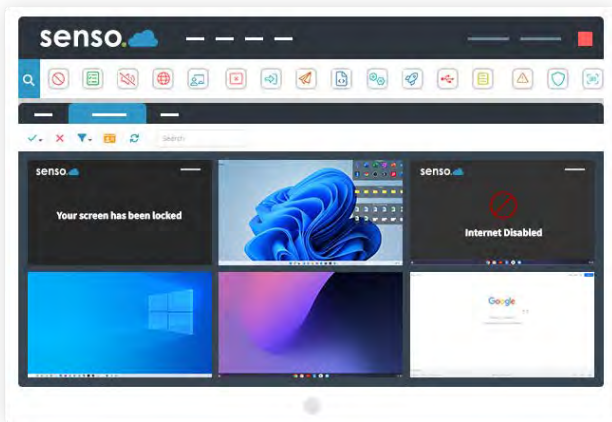 senso.
Search
senso.
Your screen has been locked
senso.
Internet Disabled
Google